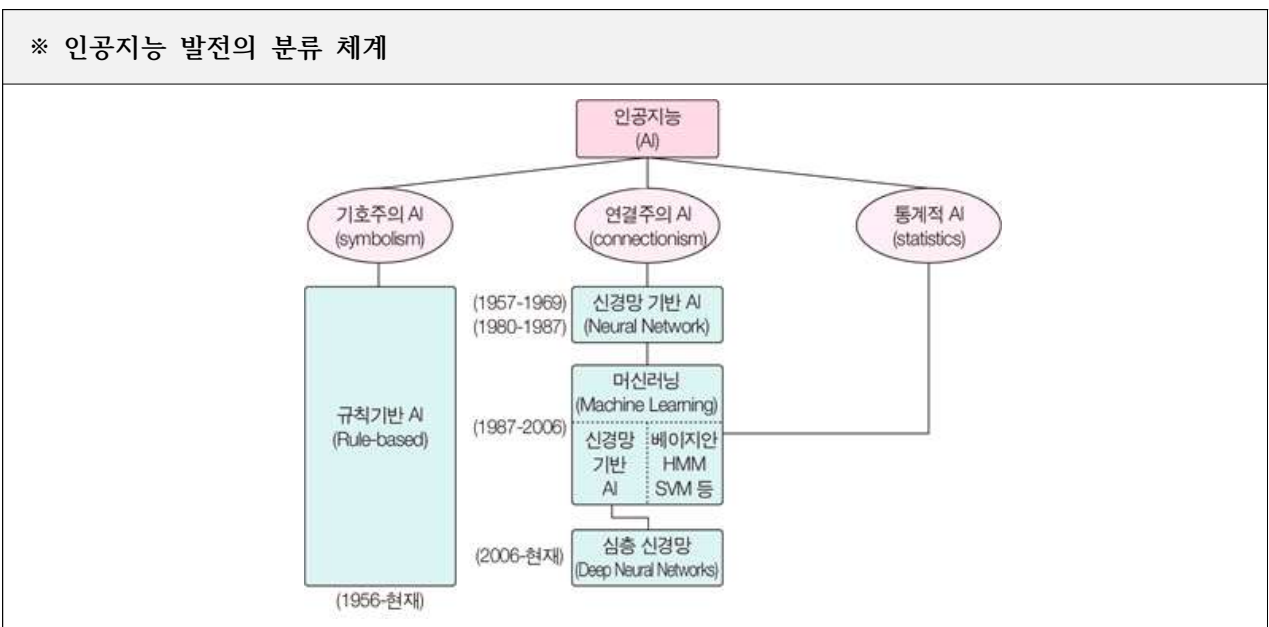 ※ 인공지능 발전의 분류 체계
인공지능
(AI)
기호주의 AI
(symbolism)
연결주의 AI
(connectionism)
통계적 AI
(statistics)
규칙기반 AI
(Rule-based)
(1956-현재)
(1957-1969)
(1980-1987)
신경망 기반 AI
(Neural Network)
(1987-2006)
머신러닝
(Machine Learning)
신경망
기반
AI
베이지안
HMM
SVM 등
(2006-현재)
심층 신경망
(Deep Neural Networks)